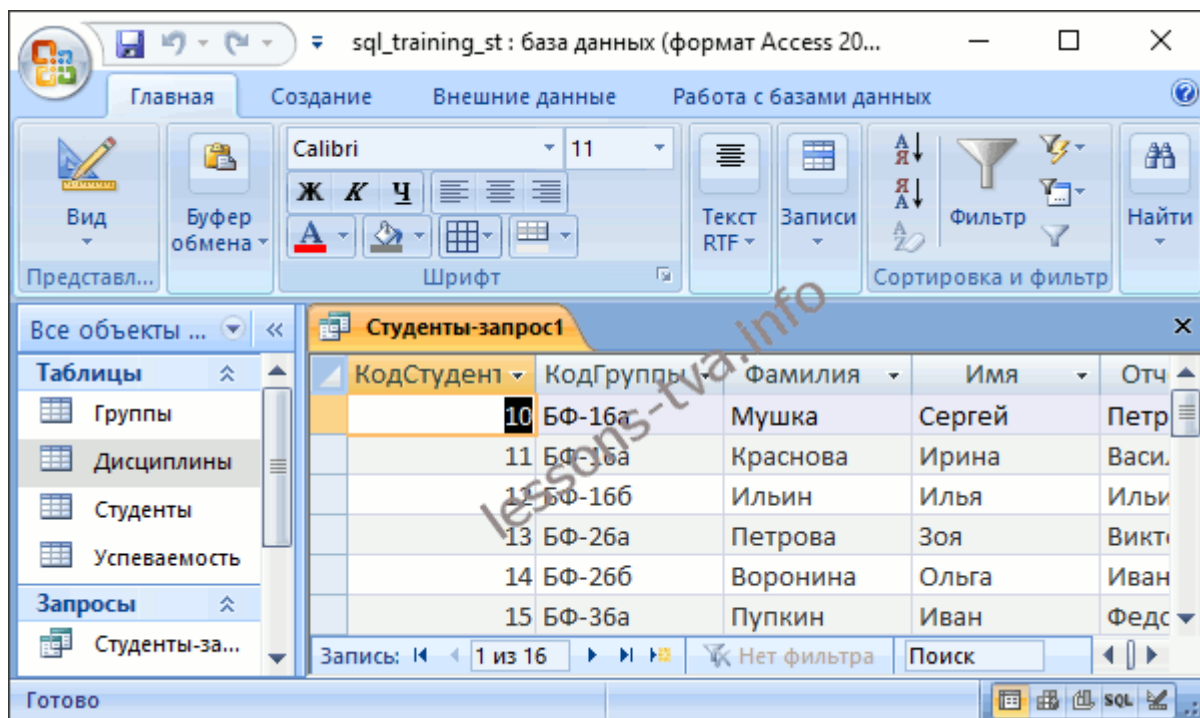 sql_training_st : база данных (формат Access 20...
Главная Создание Внешние данные Работа с базами данных
Calibri 11
Ж К Ч
Вид
Буфер обмена
Текст RTF
Записи
Фильтр
Найти
Представл... Шрифт Сортировка и фильтр
Все объекты ...
Таблицы
Группы
Дисциплины
Студенты
Успеваемость
Запросы
Студенты-за...
Студенты-запрос1
КодСтудент КодГруппы Фамилия Имя Отч
10 БФ-16а Мушка Сергей Петр
11 БФ-16а Краснова Ирина Васи
12 БФ-16б Ильин Илья Ильи
13 БФ-26а Петрова Зоя Викт
14 БФ-26б Воронина Ольга Иван
15 БФ-36а Пупкин Иван Федс
lessons-tva.info
Запись: 1 из 16 Нет фильтра Поиск
Готово SQL